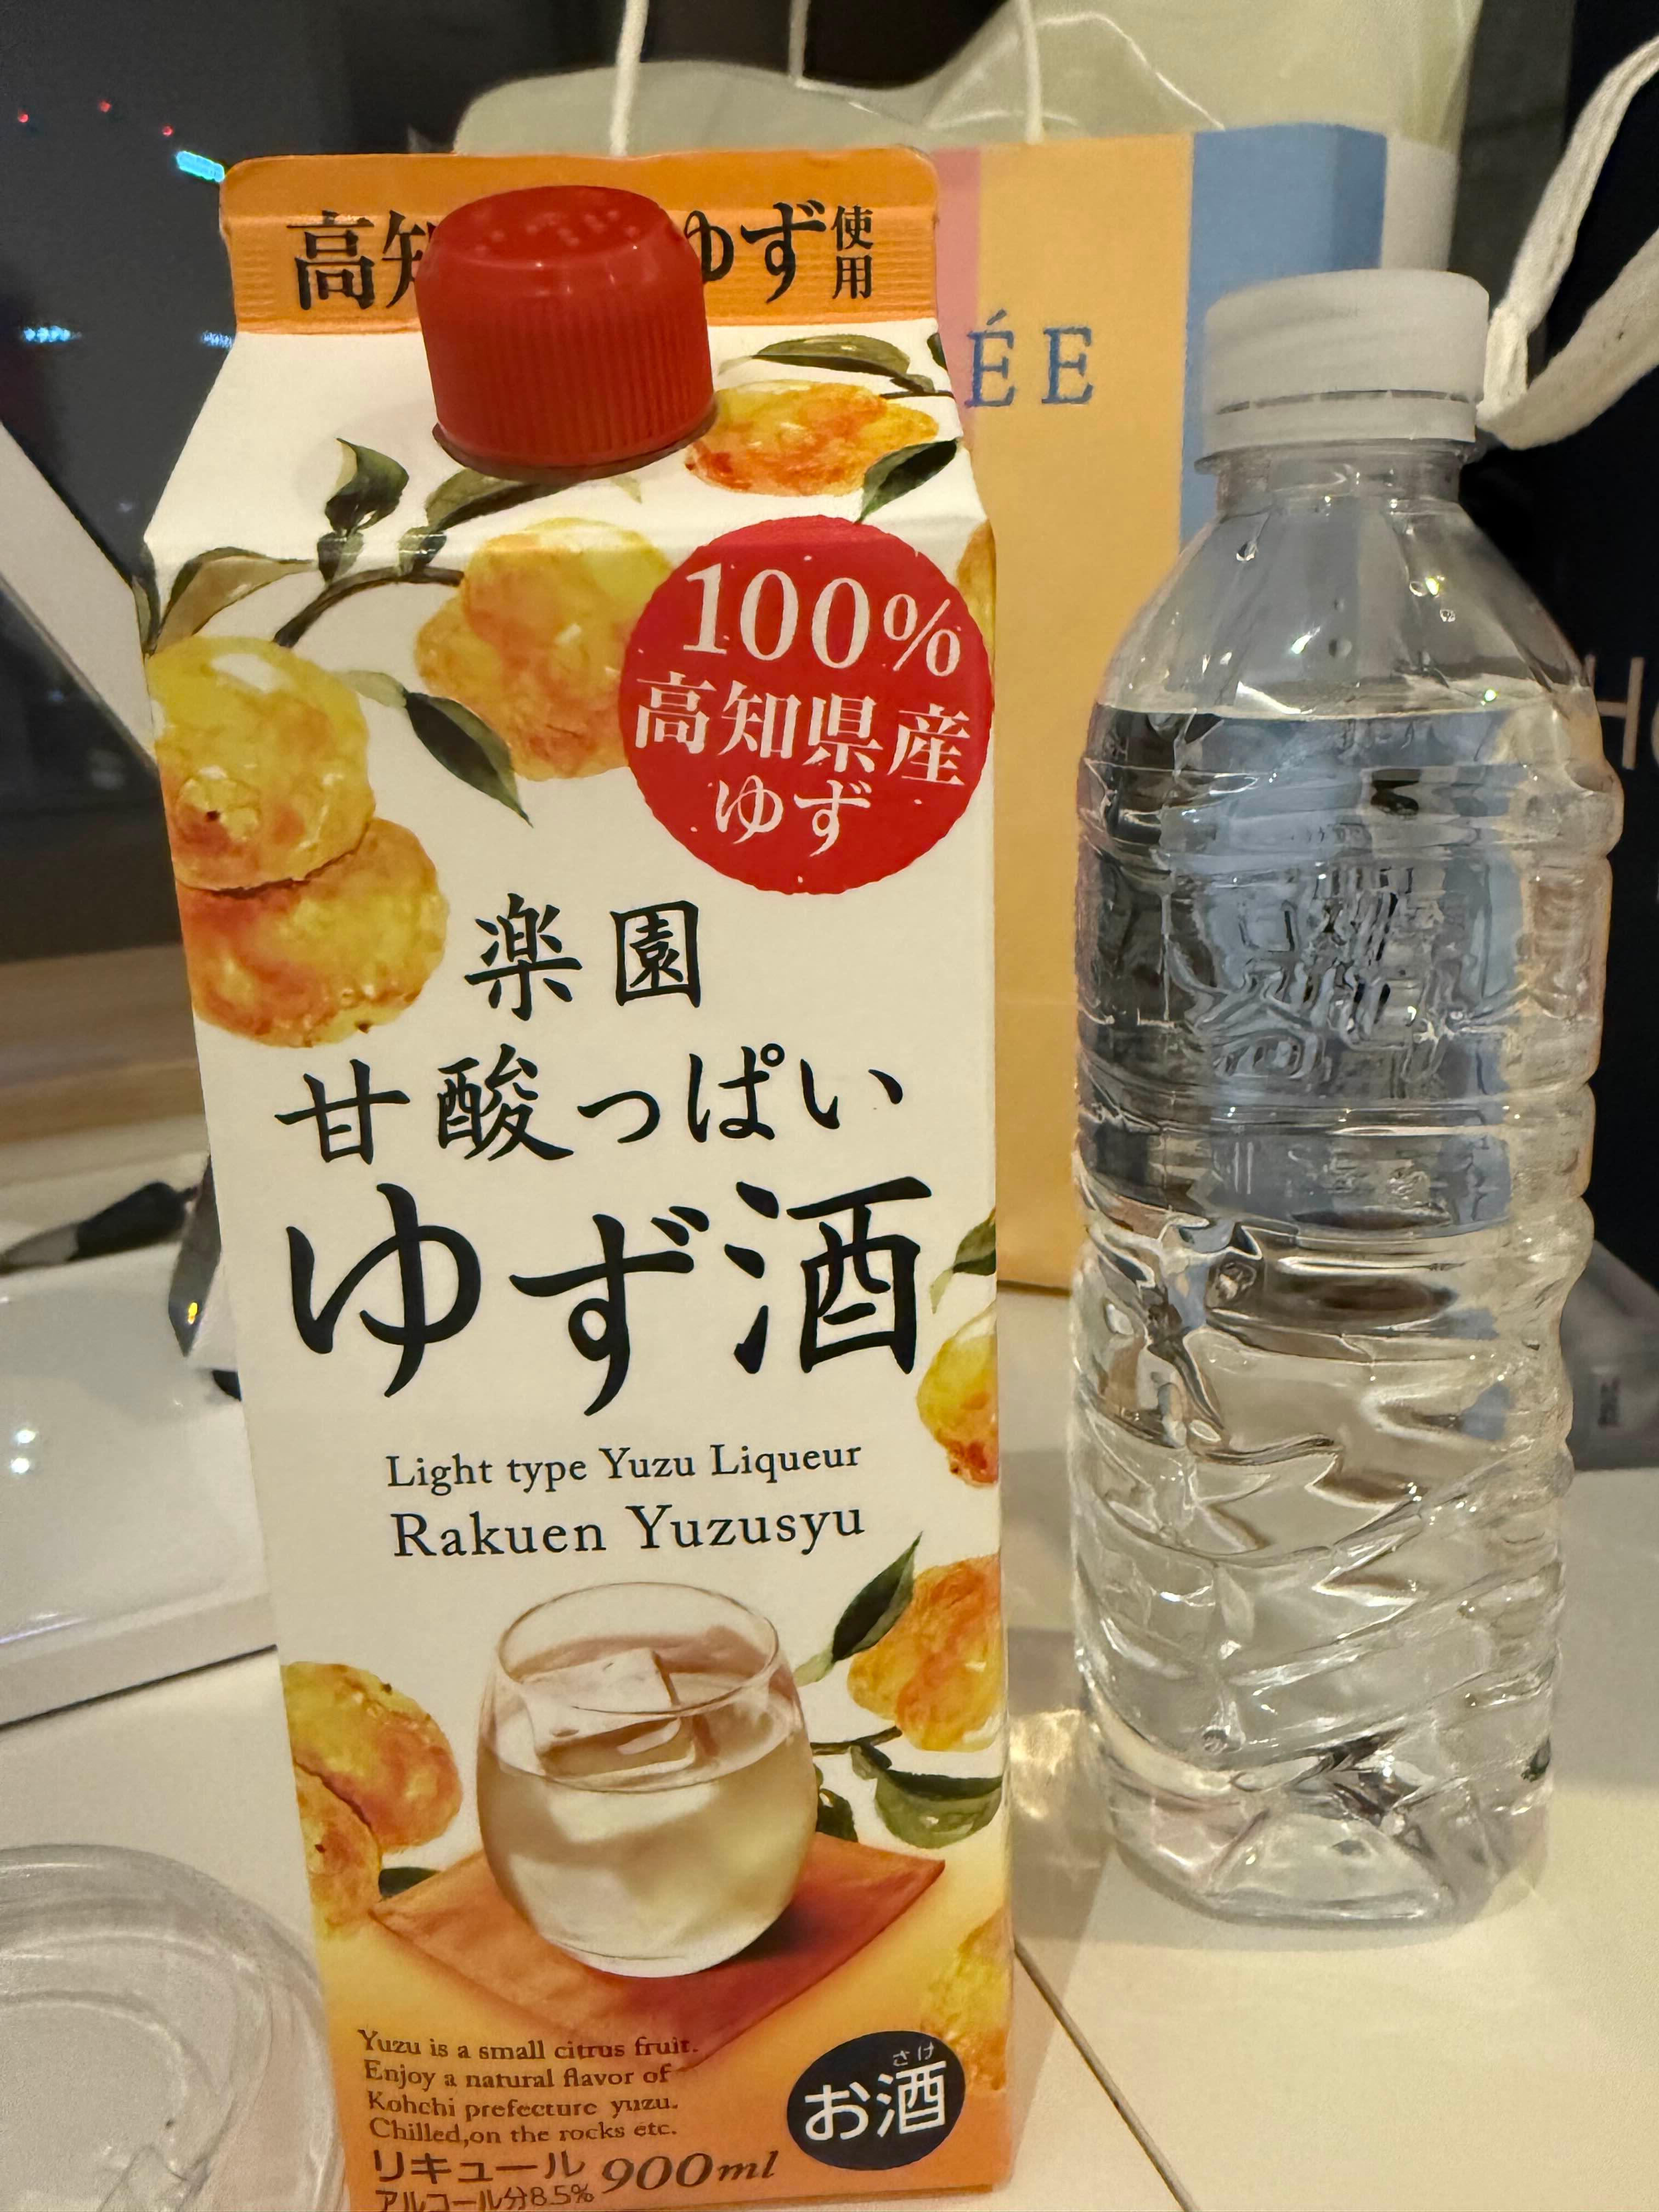 高知 ゆず使用
ÉE
100%
高知県産
ゆず
楽園
甘酸っぱい
ゆず酒
Light type Yuzu Liqueur
Rakuen Yuzusyu
Yuzu is a small citrus fruit.
Enjoy a natural flavor of
Kohchi prefecture yuzu.
Chilled,on the rocks etc.
さけ
お酒
リキュール 900ml
アルコール分8.5%